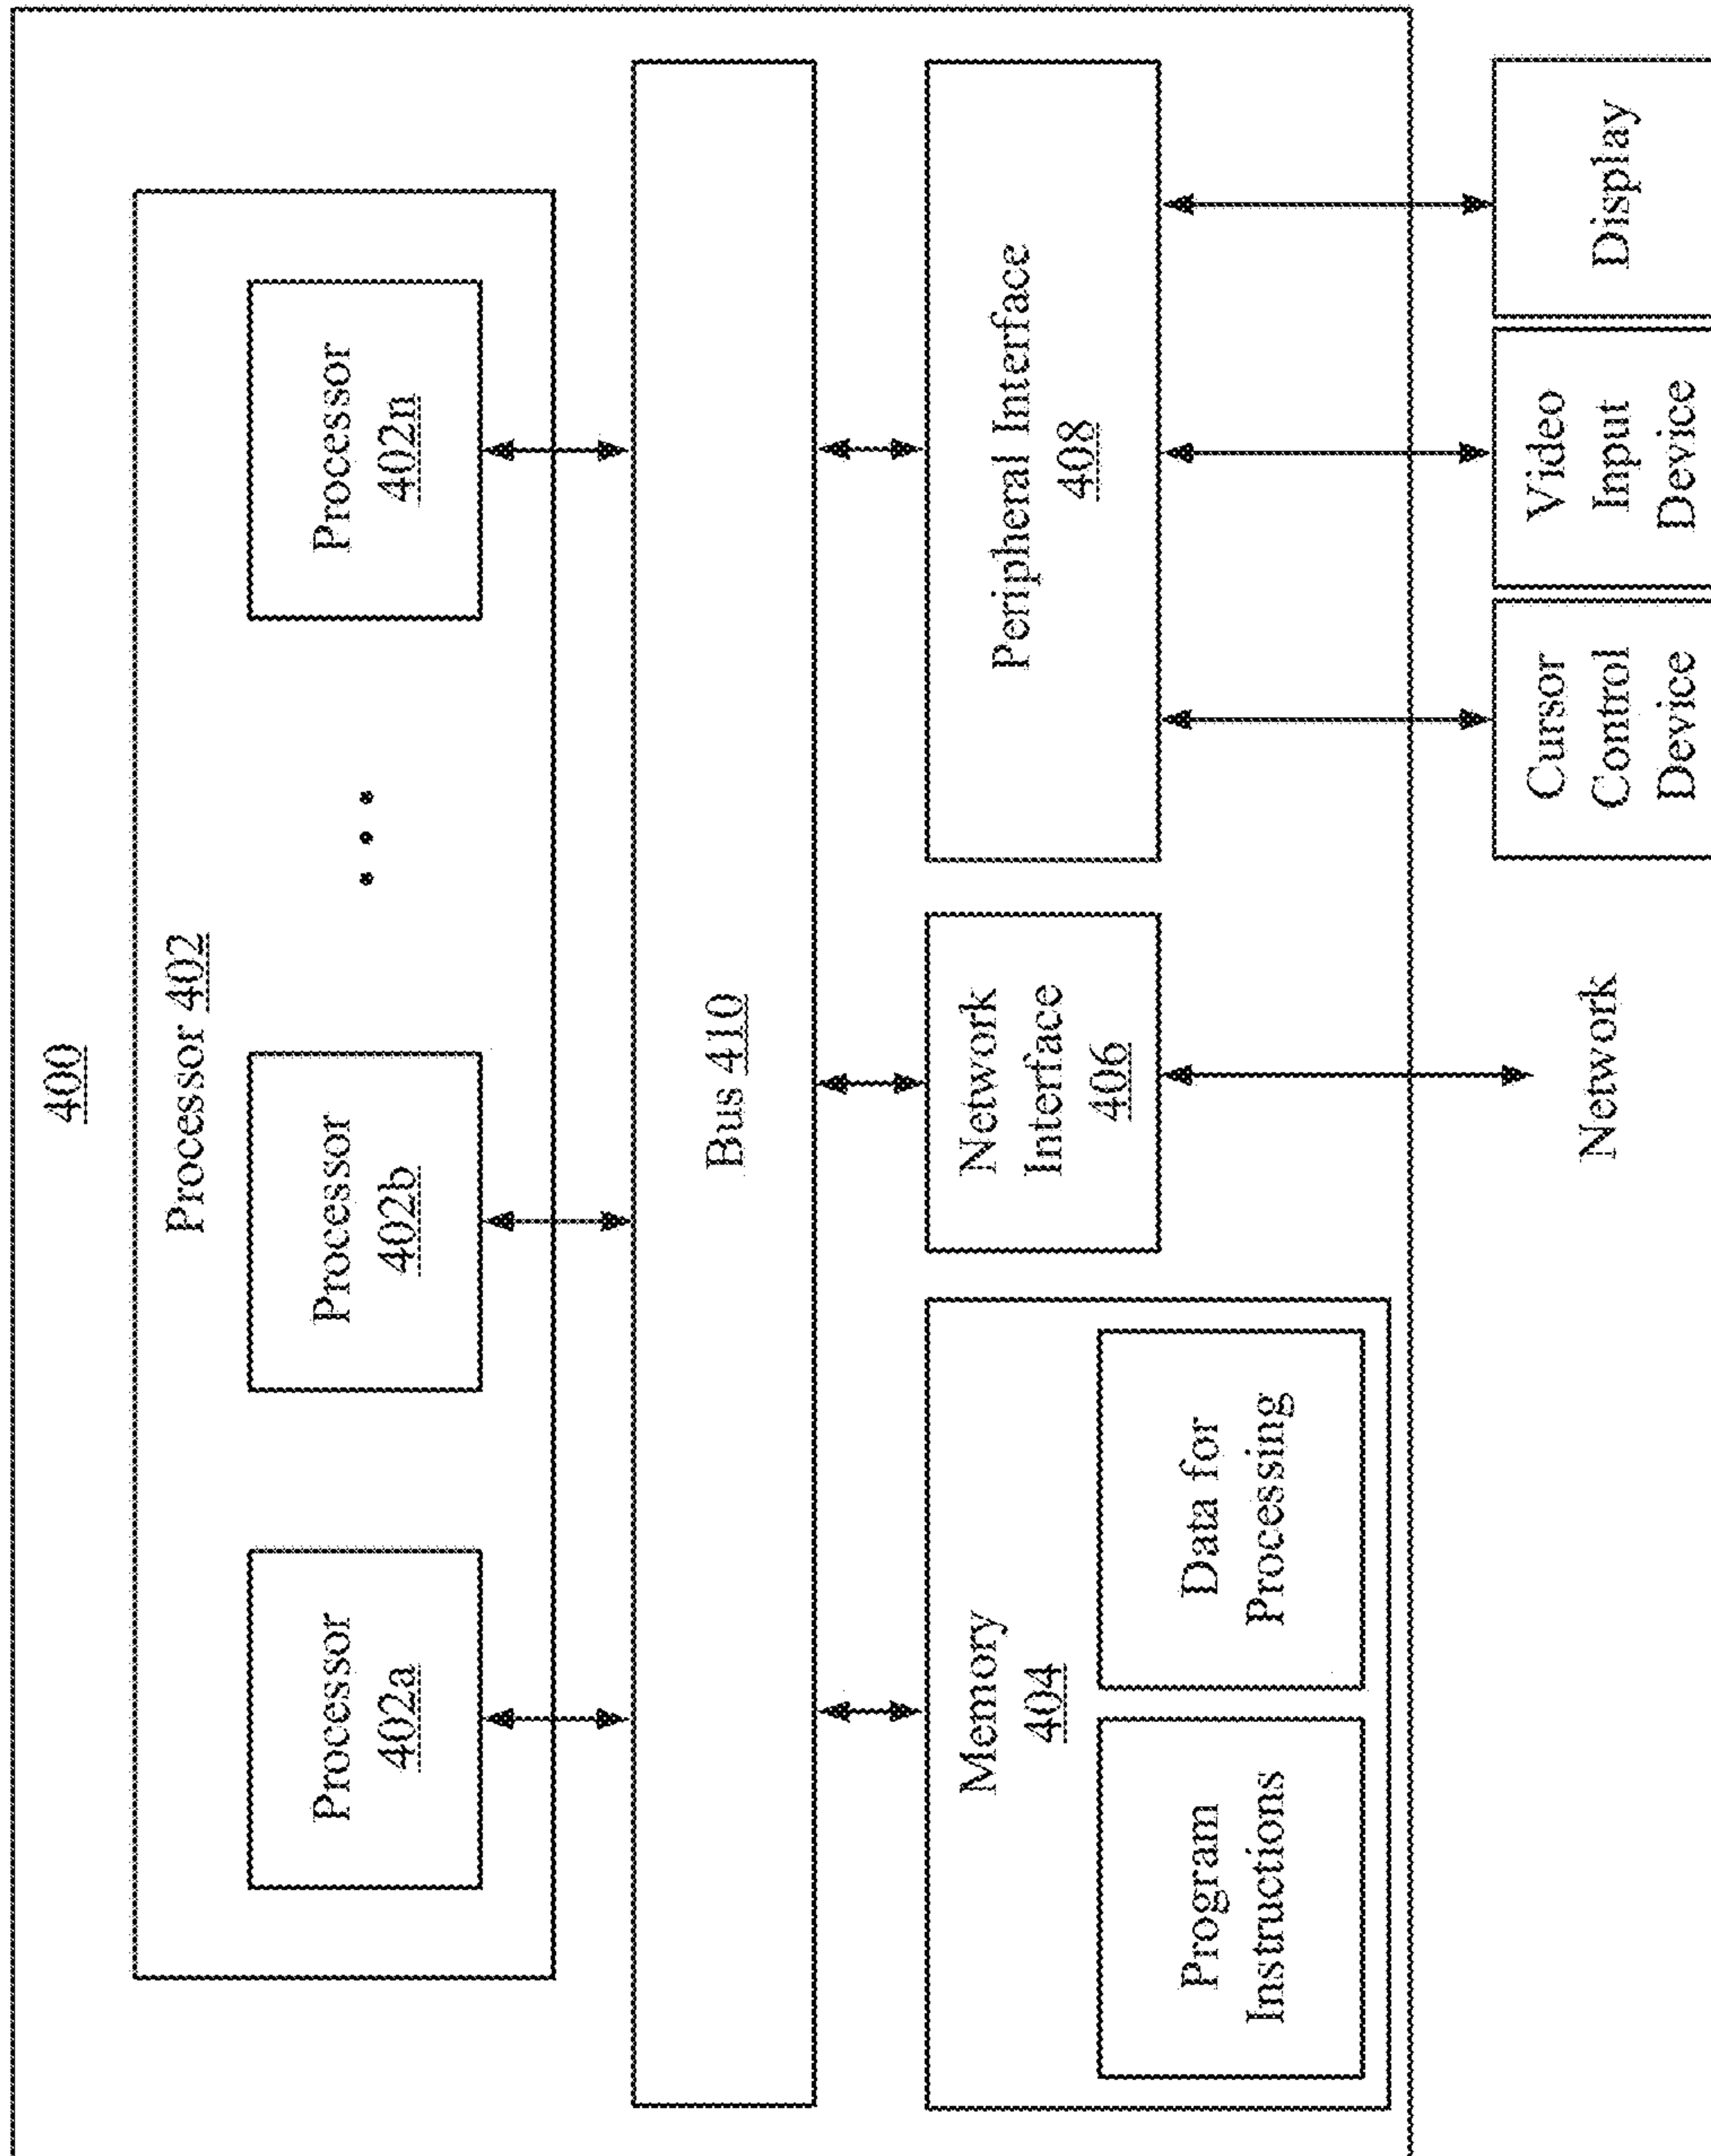 400
Processor 402
Processor
402a
Processor
402b
Processor
402n
Bus 410
Memory
404
Program
Instructions
Data for
Processing
Network
Interface
406
Peripheral Interface
408
Network
Cursor
Control
Device
Video
Input
Device
Display